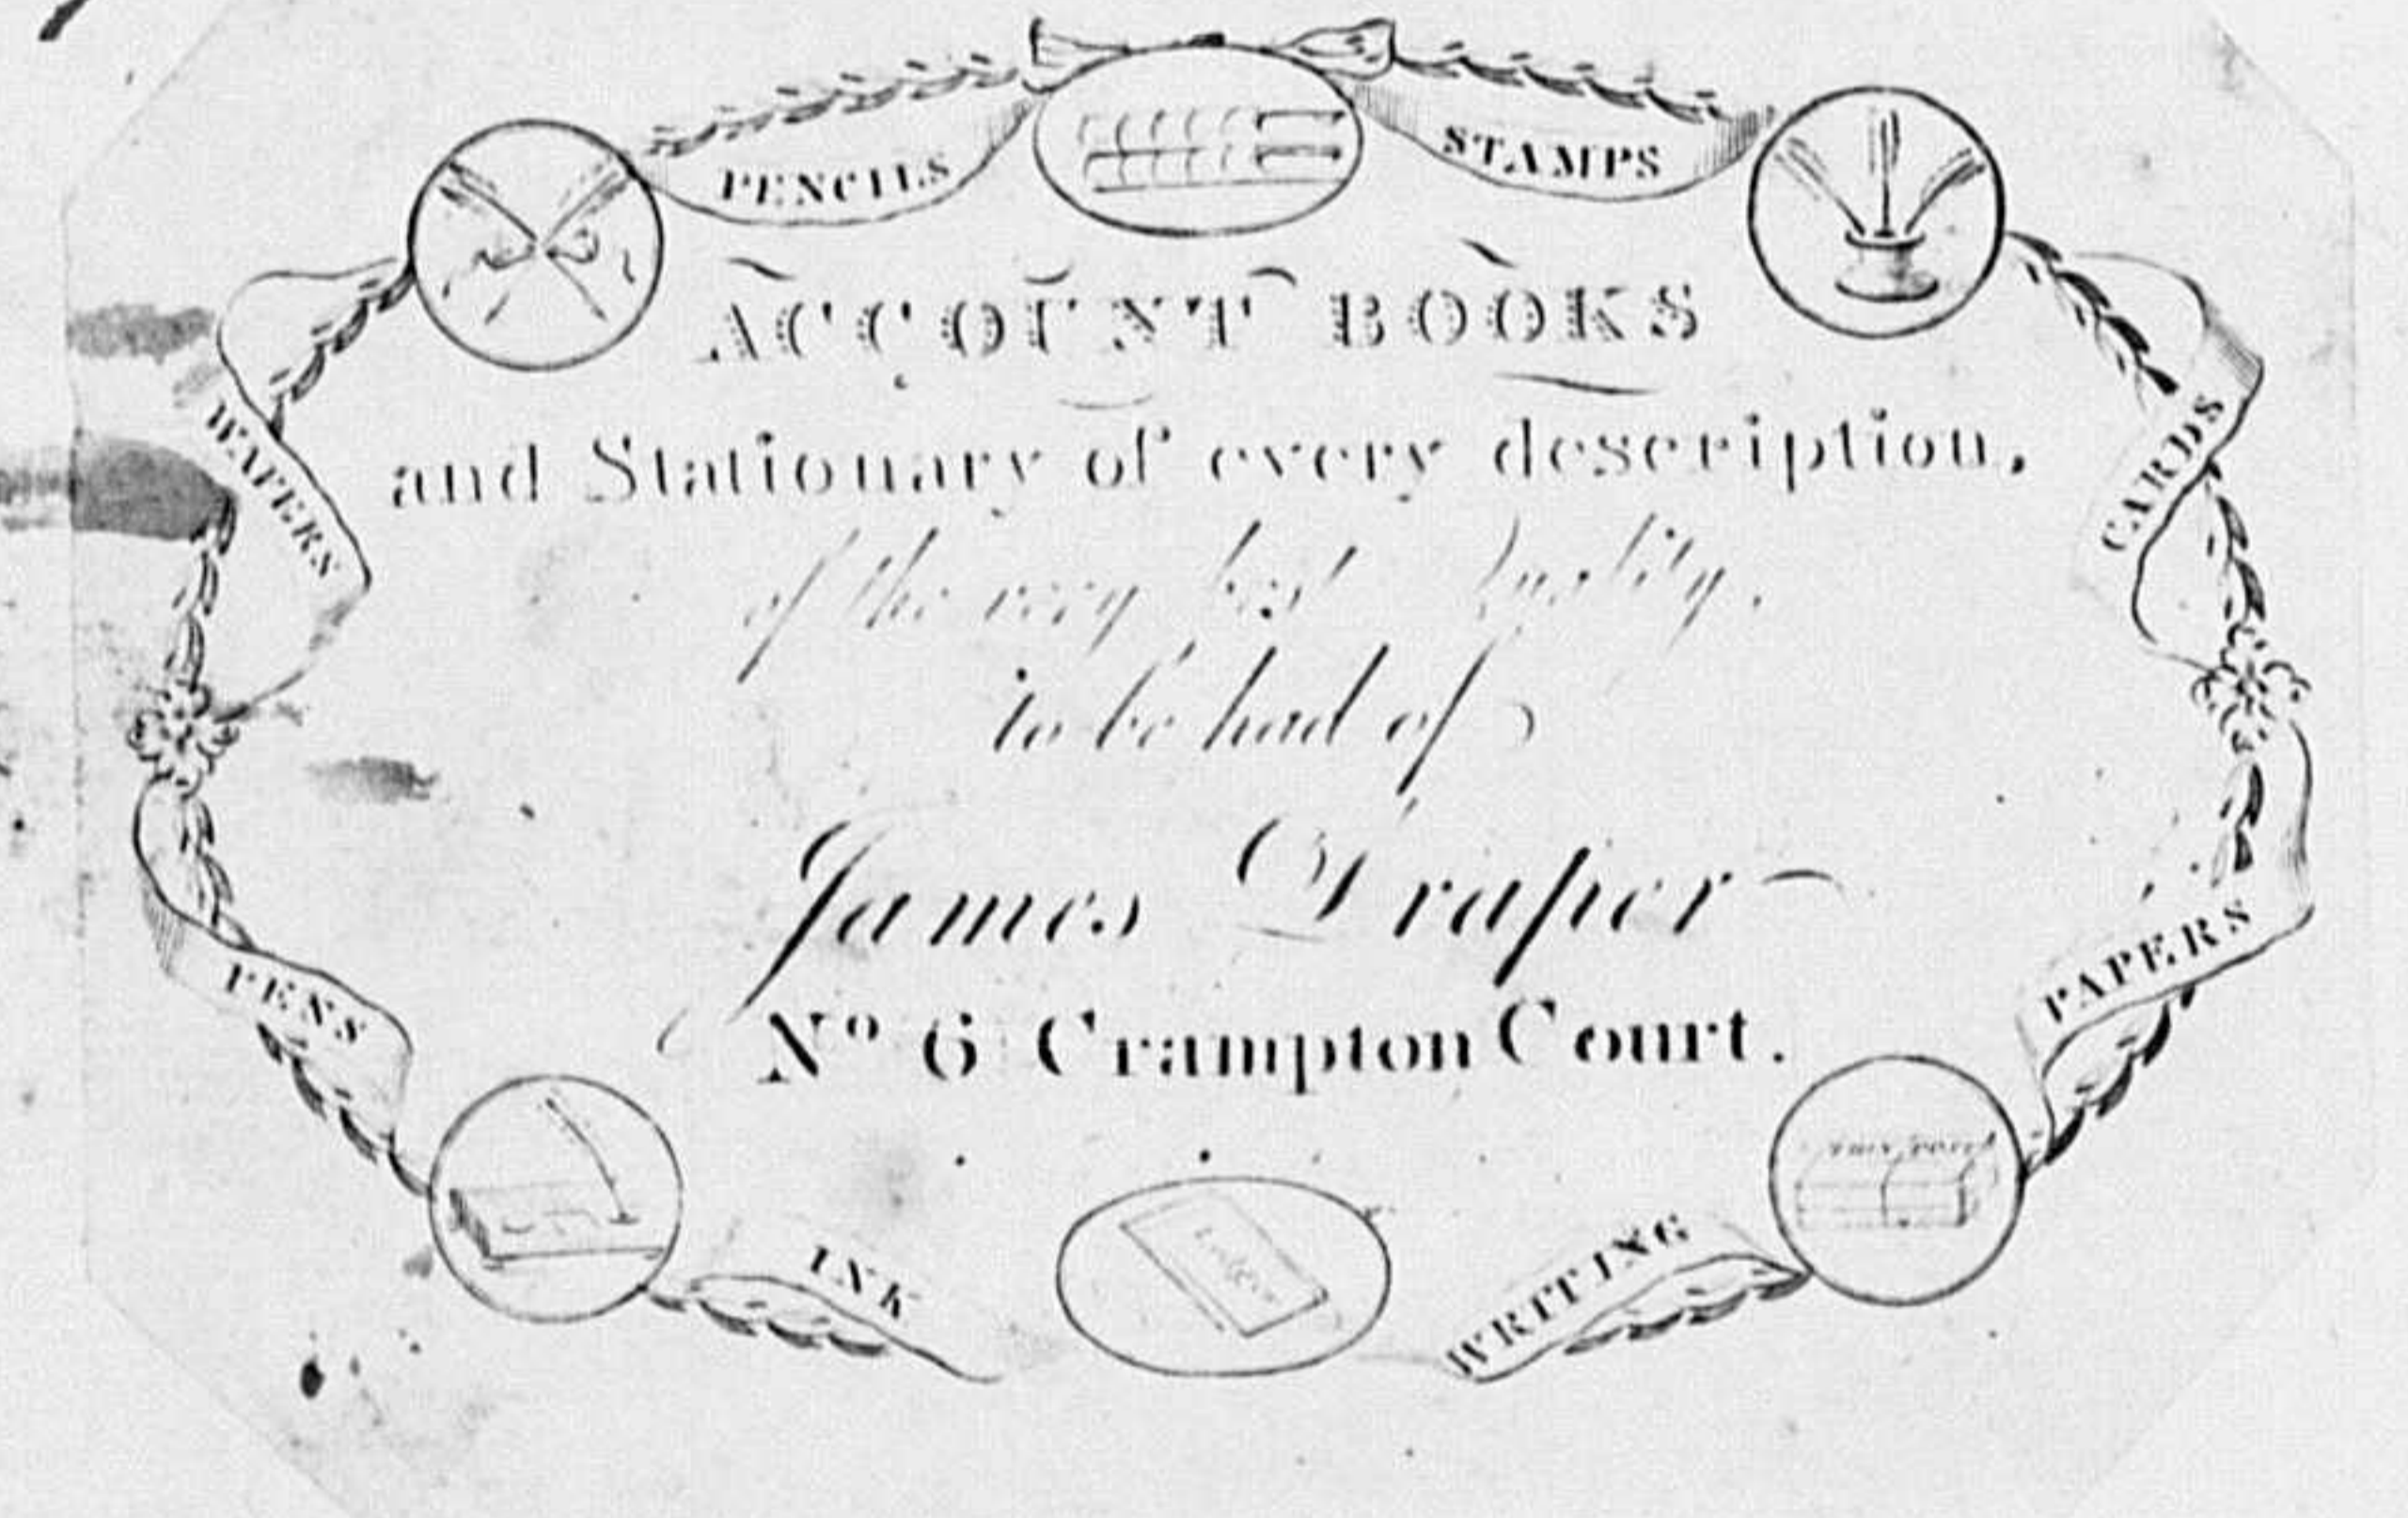 PENCILS
STAMPS
WAFERS
CARDS
ACCOUNT BOOKS
and Stationary of every description,
of the very best Quality.
to be had of
James Draper
No 6 Crampton Court.
PENS
PAPERS
INK
WRITING
Ledger